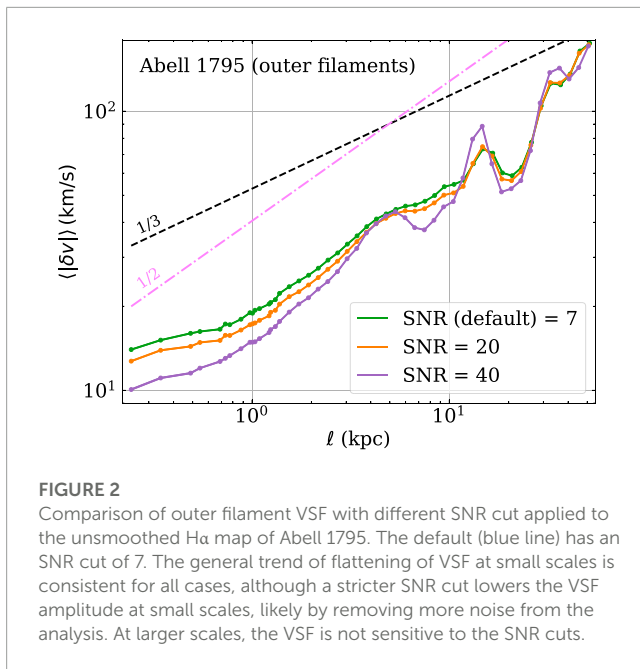 Abell 1795 (outer filaments)
10²
⟨|δv|⟩ (km/s)
1/3
1/2
SNR (default) = 7
SNR = 20
SNR = 40
10¹
10⁰
10¹
ℓ (kpc)
FIGURE 2
Comparison of outer filament VSF with different SNR cut applied to
the unsmoothed Hα map of Abell 1795. The default (blue line) has an
SNR cut of 7. The general trend of flattening of VSF at small scales is
consistent for all cases, although a stricter SNR cut lowers the VSF
amplitude at small scales, likely by removing more noise from the
analysis. At larger scales, the VSF is not sensitive to the SNR cuts.